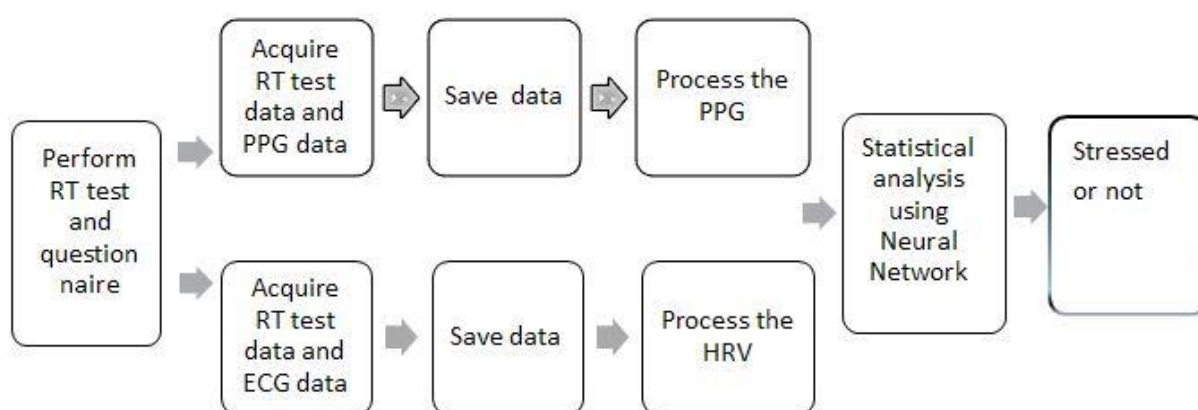 Perform
RT test
and
question
naire
Acquire
RT test
data and
PPG data
Save data
Process the
PPG
Acquire
RT test
data and
ECG data
Save data
Process the
HRV
Statistical
analysis
using
Neural
Network
Stressed
or not